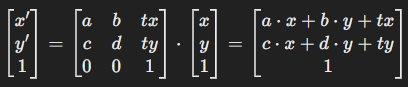 x′ a b tx x a · x + b · y + tx
y′ = c d ty · y = c · x + d · y + ty
1 0 0 1 1 1